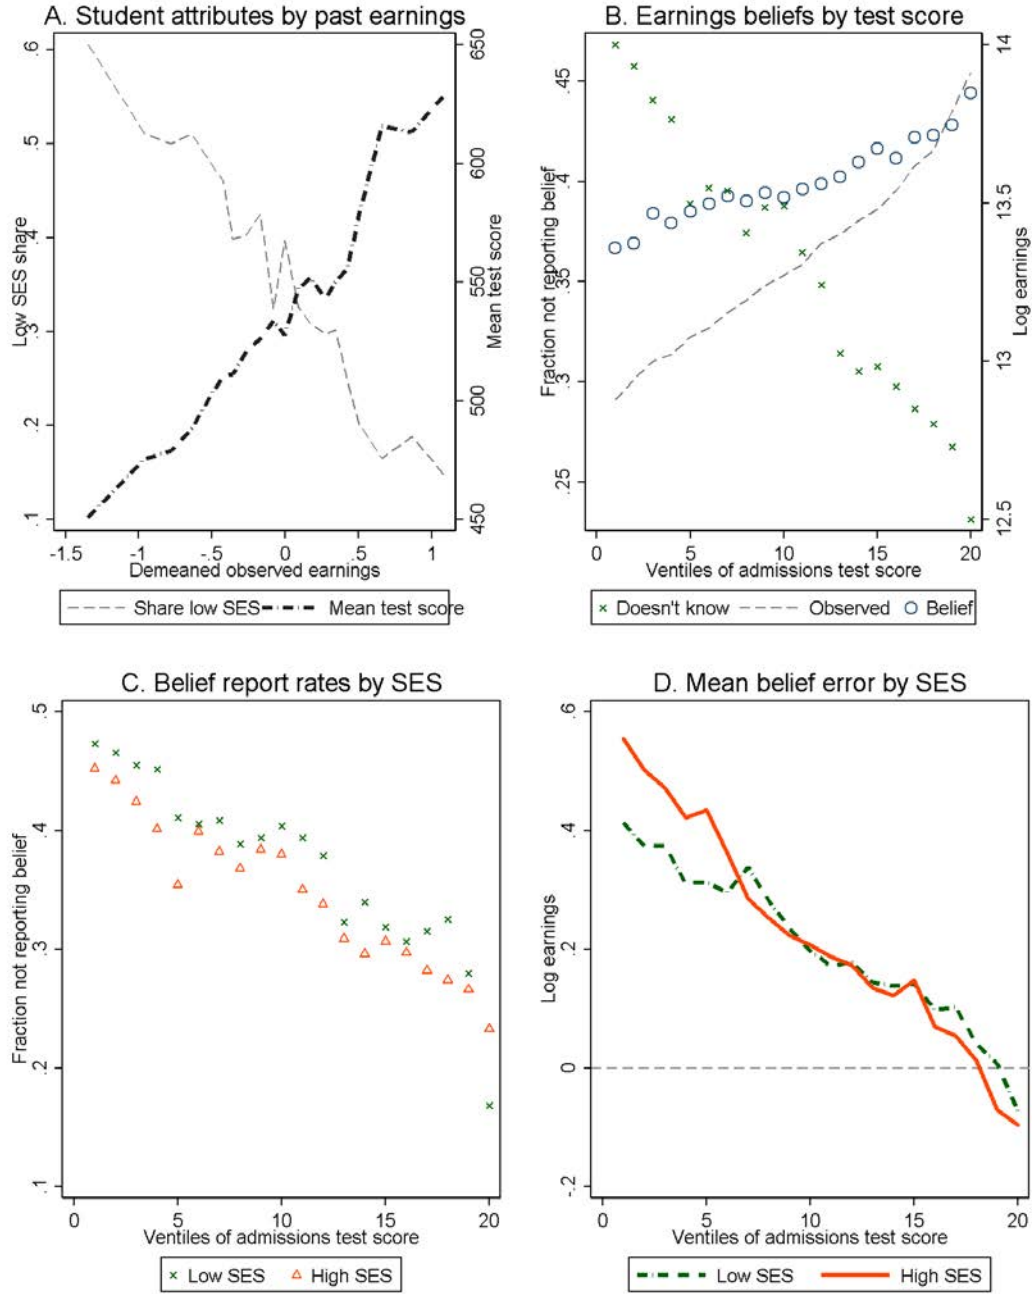 A. Student attributes by past earnings
Low SES share
.1 .2 .3 .4 .5 .6
Mean test score
450 500 550 600 650
-1.5 -1 -.5 0 .5 1
Demeaned observed earnings
Share low SES Mean test score
B. Earnings beliefs by test score
Fraction not reporting belief
.25 .3 .35 .4 .45
Log earnings
12.5 13 13.5 14
0 5 10 15 20
Ventiles of admissions test score
Doesn't know Observed Belief
C. Belief report rates by SES
Fraction not reporting belief
.1 .2 .3 .4 .5
0 5 10 15 20
Ventiles of admissions test score
Low SES High SES
D. Mean belief error by SES
Log earnings
-.2 0 .2 .4 .6
0 5 10 15 20
Ventiles of admissions test score
Low SES High SES